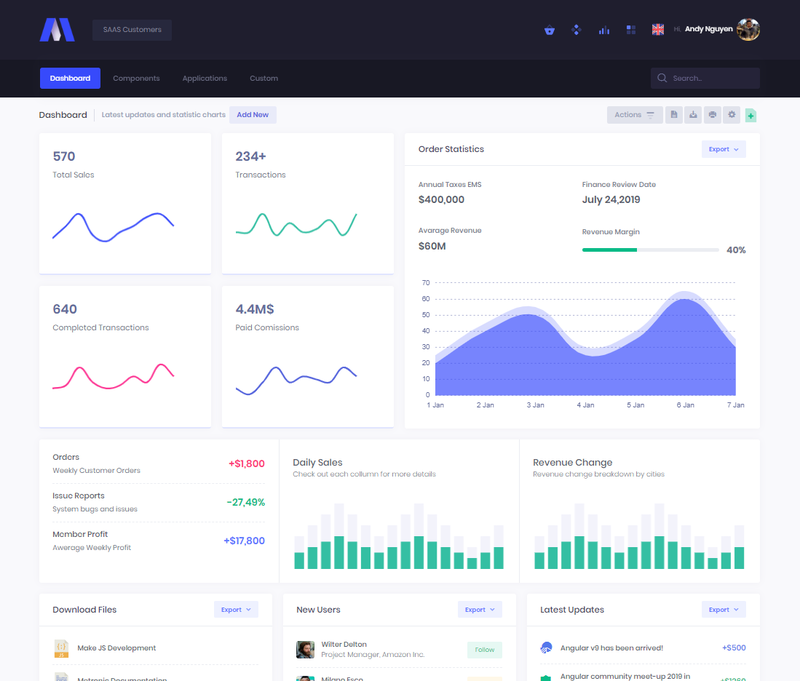 SAAS Customers
Hi, Andy Nguyen
Dashboard Components Applications Custom Search...
Dashboard Latest updates and statistic charts Add New Actions
570
Total Sales
234+
Transactions
640
Completed Transactions
4.4M$
Paid Comissions
Order Statistics Export
Annual Taxes EMS Finance Review Date
$400,000 July 24,2019
Avarage Revenue Revenue Margin
$60M 40%
70
60
50
40
30
20
10
0
1 Jan 2 Jan 3 Jan 4 Jan 5 Jan 6 Jan 7 Jan
Orders
Weekly Customer Orders
+$1,800
Issue Reports
System bugs and issues
-27,49%
Member Profit
Awerage Weekly Profit
+$17,800
Daily Sales
Check out each collumn for more details
Revenue Change
Revenue change breakdown by cities
Download Files Export
Make JS Development
Metronic Documentation
New Users Export
Wilter Delton
Project Manager, Amazon Inc.
Follow
Milano Esco
Latest Updates Export
Angular v9 has been arrived! +$500
Angular community meet-up 2019 in